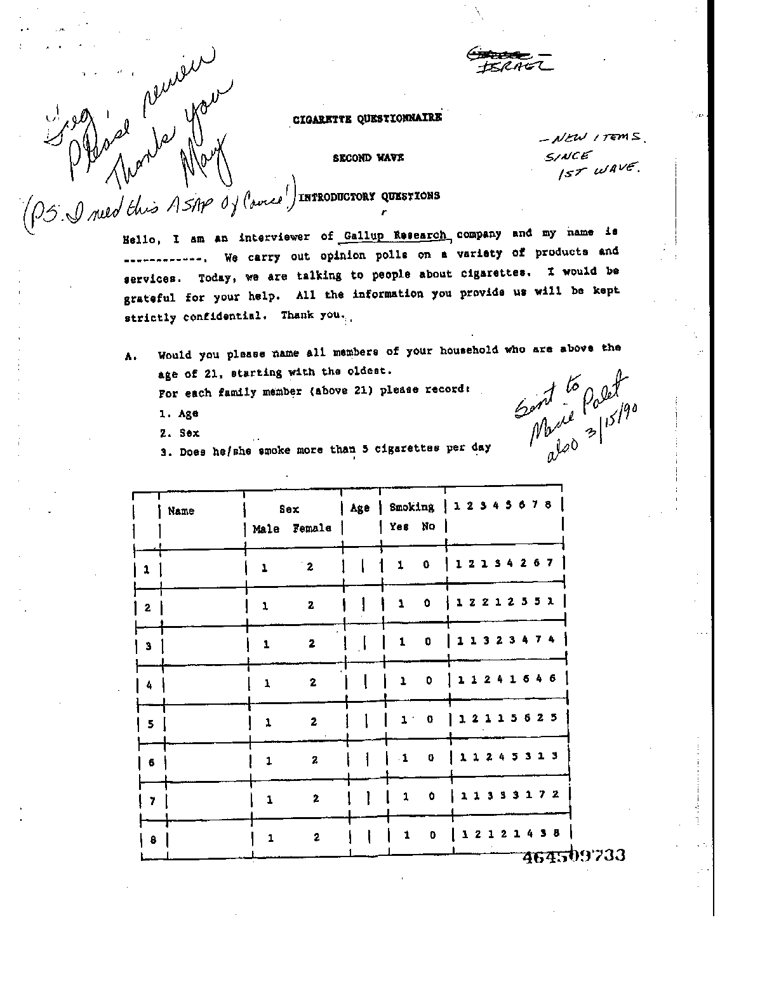 ISRAEL
Greg
Please review
Thank you
May
(PS. I need this ASAP of Course!)
CIGARETTE QUESTIONNAIRE
SECOND WAVE
- NEW ITEMS.
SINCE
1ST WAVE.
INTRODUCTORY QUESTIONS
Hello, I am an interviewer of Gallup Research company and my name is
------------. We carry out opinion polls on a variety of products and
services. Today, we are talking to people about cigarettes. I would be
grateful for your help. All the information you provide us will be kept
strictly confidential. Thank you.
A. Would you please name all members of your household who are above the
age of 21, starting with the oldest.
For each family member (above 21) please record:
1. Age
2. Sex
3. Does he/she smoke more than 5 cigarettes per day
Sent to
Marie Polet
also 3/15/90
Name Sex Age Smoking 1 2 3 4 5 6 7 8
Male Female Yes No
1 1 2 1 0 1 2 1 3 4 2 6 7
2 1 2 1 0 1 2 2 1 2 5 5 1
3 1 2 1 0 1 1 3 2 3 4 7 4
4 1 2 1 0 1 1 2 4 1 6 4 6
5 1 2 1 0 1 2 1 1 5 6 2 5
6 1 2 1 0 1 1 2 4 5 3 1 3
7 1 2 1 0 1 1 3 3 3 1 7 2
8 1 2 1 0 1 2 1 2 1 4 3 8
464509733